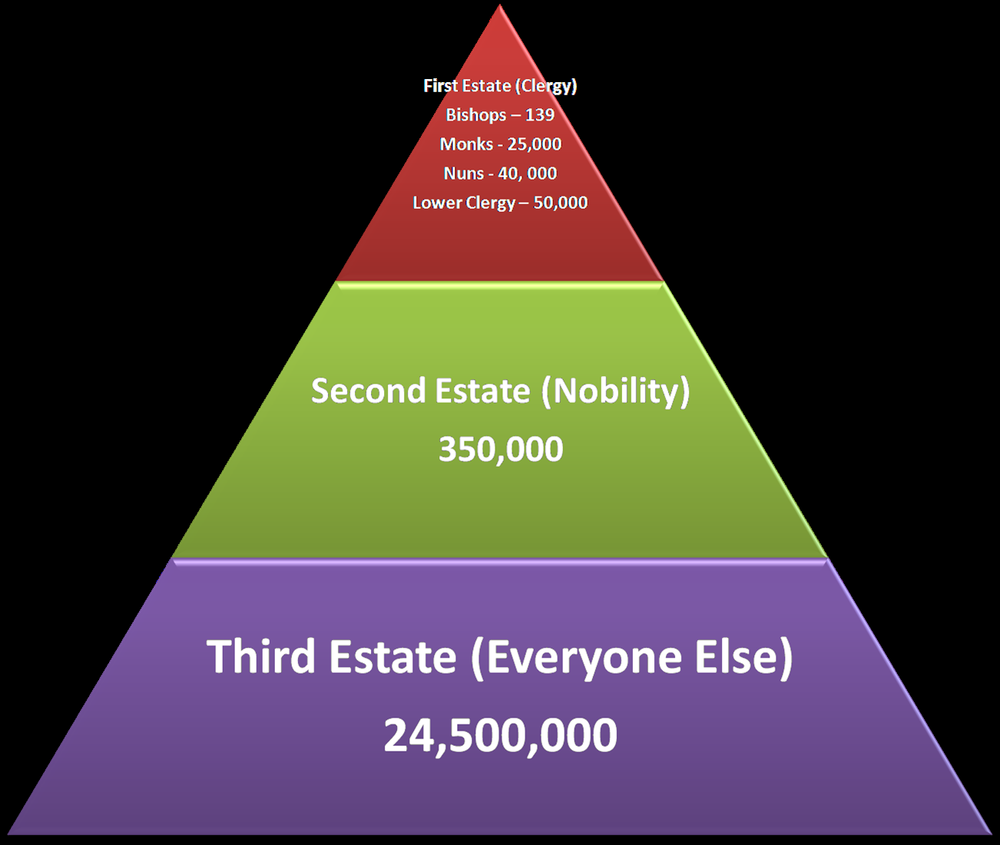 First Estate (Clergy)
Bishops – 139
Monks - 25,000
Nuns - 40, 000
Lower Clergy – 50,000
Second Estate (Nobility)
350,000
Third Estate (Everyone Else)
24,500,000